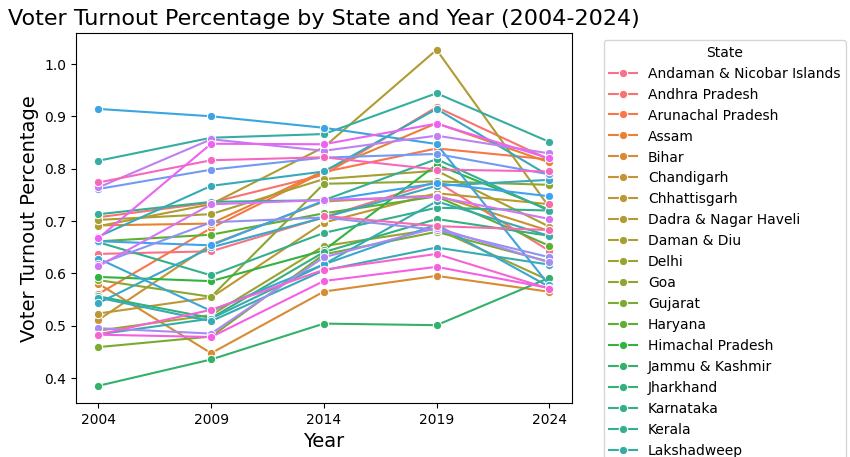 Voter Turnout Percentage by State and Year (2004-2024)
Voter Turnout Percentage
1.0
0.9
0.8
0.7
0.6
0.5
0.4
2004 2009 2014 2019 2024
Year
State
Andaman & Nicobar Islands
Andhra Pradesh
Arunachal Pradesh
Assam
Bihar
Chandigarh
Chhattisgarh
Dadra & Nagar Haveli
Daman & Diu
Delhi
Goa
Gujarat
Haryana
Himachal Pradesh
Jammu & Kashmir
Jharkhand
Karnataka
Kerala
Lakshadweep